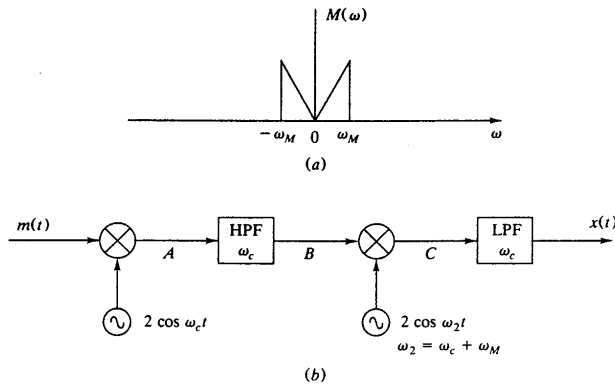 M(ω)
− ω_M 0 ω_M ω
(a)
m(t) HPF ω_c LPF ω_c x(t)
A B C
2 cos ω_c t 2 cos ω_2 t
ω_2 = ω_c + ω_M
(b)